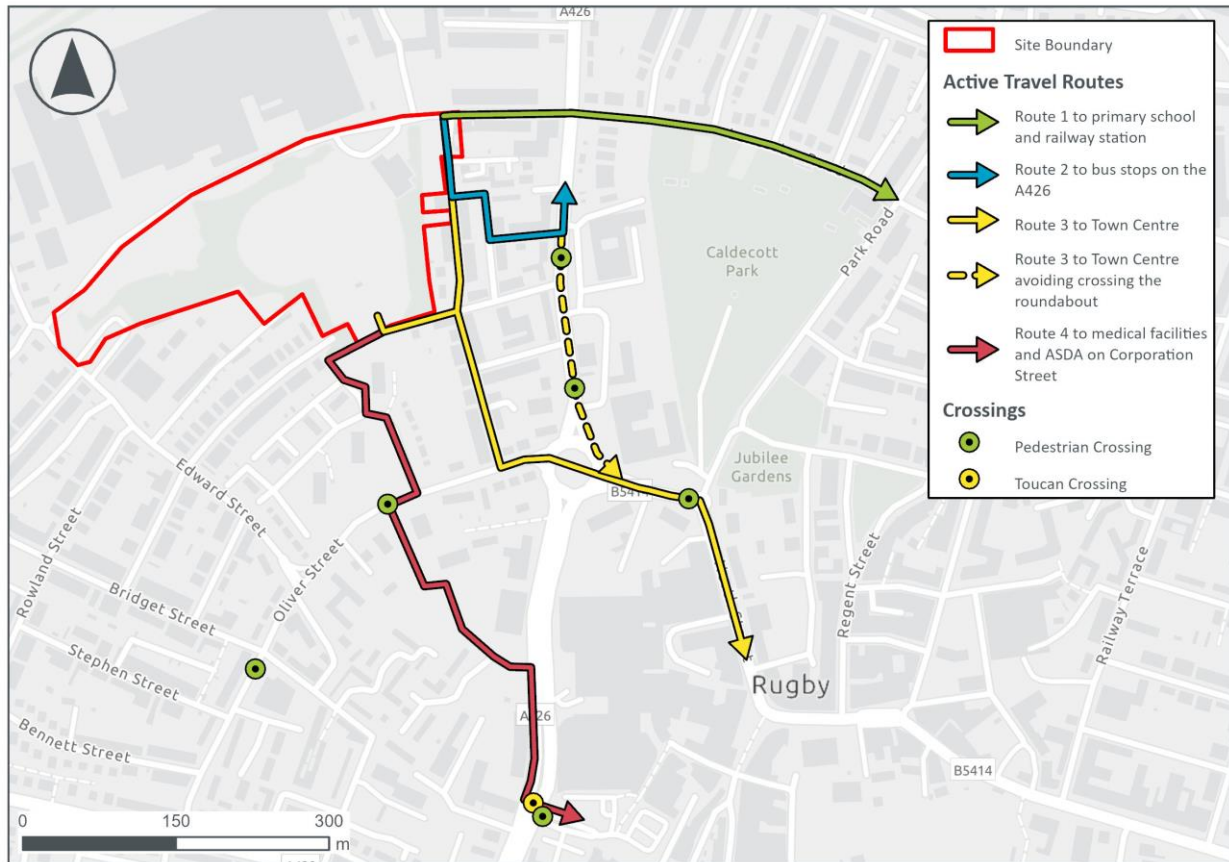 A426
Site Boundary
Active Travel Routes
Route 1 to primary school
and railway station
Route 2 to bus stops on the
A426
Route 3 to Town Centre
Route 3 to Town Centre
avoiding crossing the
roundabout
Route 4 to medical facilities
and ASDA on Corporation
Street
Crossings
Pedestrian Crossing
Toucan Crossing
Caldecott
Park
Park Road
Jubilee
Gardens
B5414
Edward Street
Rowland Street
Oliver Street
Bridget Street
Stephen Street
Bennett Street
Regent Street
Railway Terrace
Rugby
A426
B5414
0 150 300
m